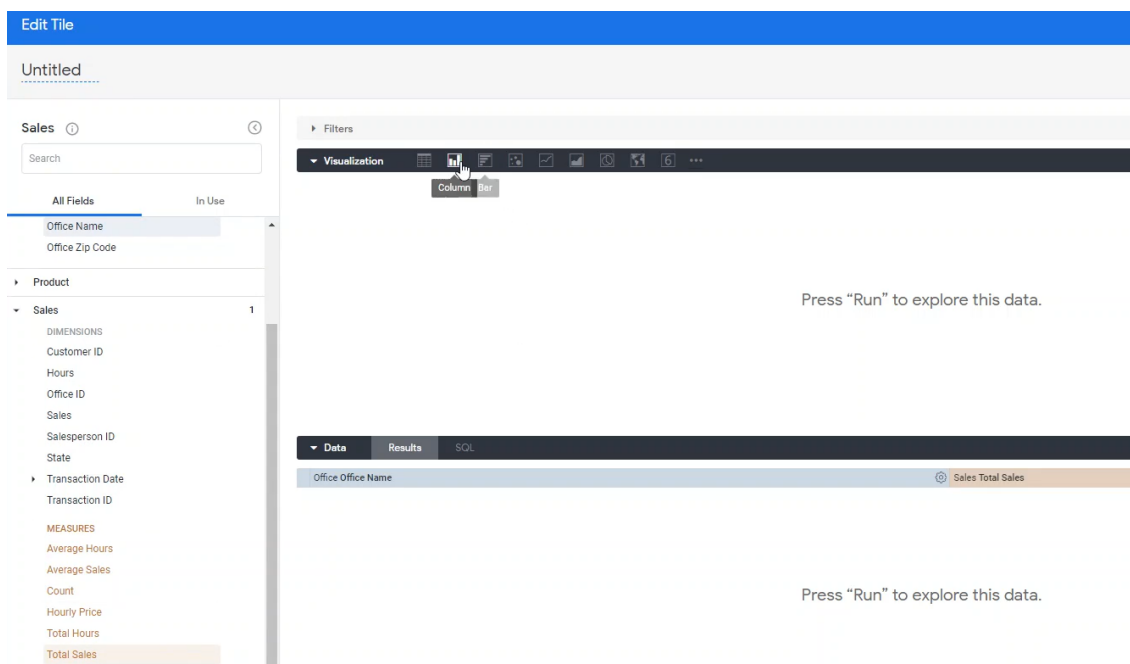 Edit Tile
Untitled
Sales
Search
All Fields
In Use
Office Name
Office Zip Code
Product
Sales
1
DIMENSIONS
Customer ID
Hours
Office ID
Sales
Salesperson ID
State
Transaction Date
Transaction ID
MEASURES
Average Hours
Average Sales
Count
Hourly Price
Total Hours
Total Sales
Filters
Visualization
6
Column
Bar
Press “Run” to explore this data.
Data
Results
SQL
Office Office Name
Sales Total Sales
Press “Run” to explore this data.